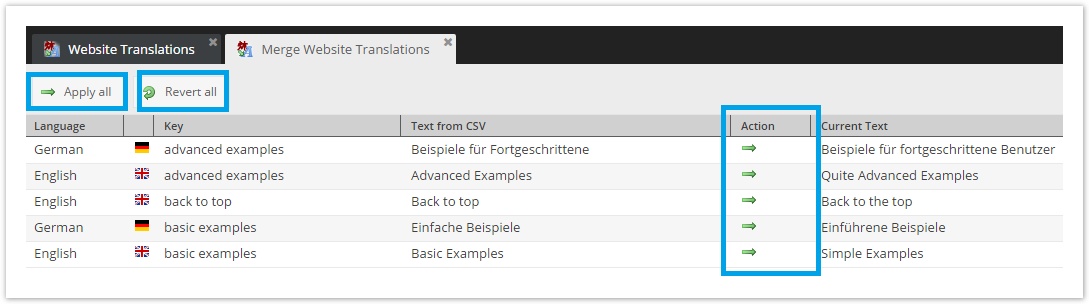 Website Translations Merge Website Translations
Apply all Revert all
Language Key Text from CSV Action Current Text
German advanced examples Beispiele für Fortgeschrittene Beispiele für fortgeschrittene Benutzer
English advanced examples Advanced Examples Quite Advanced Examples
English back to top Back to top Back to the top
German basic examples Einfache Beispiele Einführene Beispiele
English basic examples Basic Examples Simple Examples